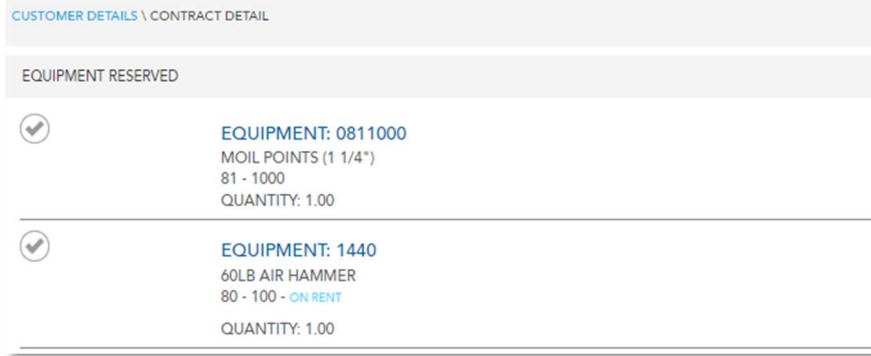 CUSTOMER DETAILS \ CONTRACT DETAIL
EQUIPMENT RESERVED
EQUIPMENT: 0811000
MOIL POINTS (1 1/4")
81 - 1000
QUANTITY: 1.00
EQUIPMENT: 1440
60LB AIR HAMMER
80 - 100 - ON RENT
QUANTITY: 1.00